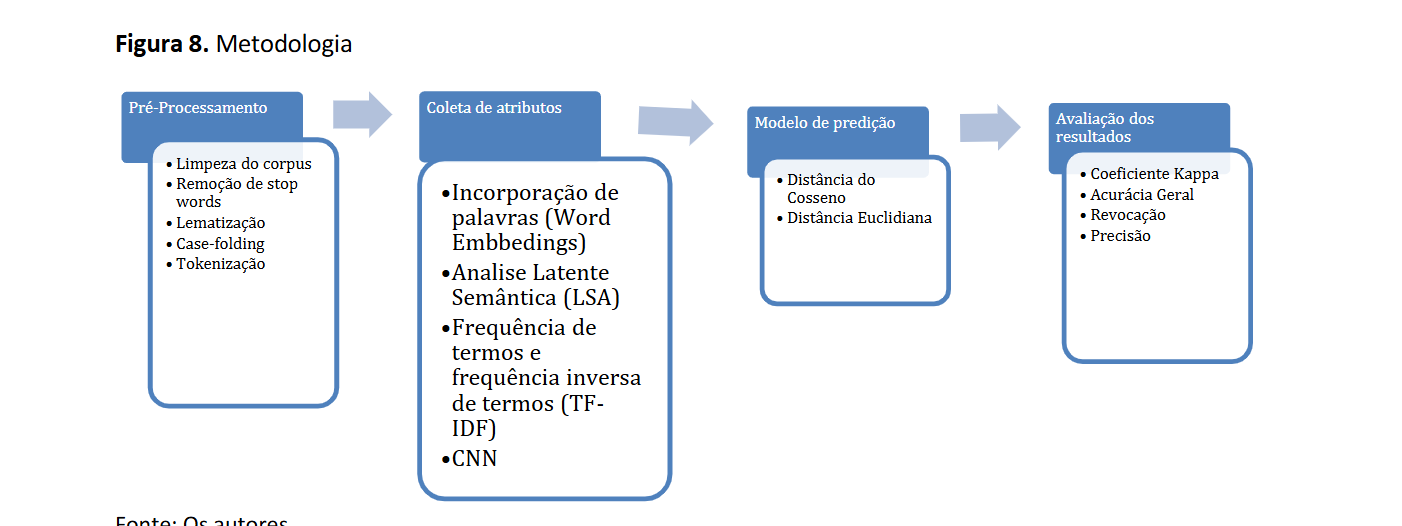 Figura 8. Metodologia
Pré-Processamento
• Limpeza do corpus
• Remoção de stop
words
• Lematização
• Case-folding
• Tokenização
Coleta de atributos
• Incorporação de
palavras (Word
Embbedings)
• Analise Latente
Semântica (LSA)
• Frequência de
termos e
frequência inversa
de termos (TF-
IDF)
• CNN
Modelo de predição
• Distância do
Cosseno
• Distância Euclidiana
Avaliação dos
resultados
• Coeficiente Kappa
• Acurácia Geral
• Revocação
• Precisão
Fonte: Os autores